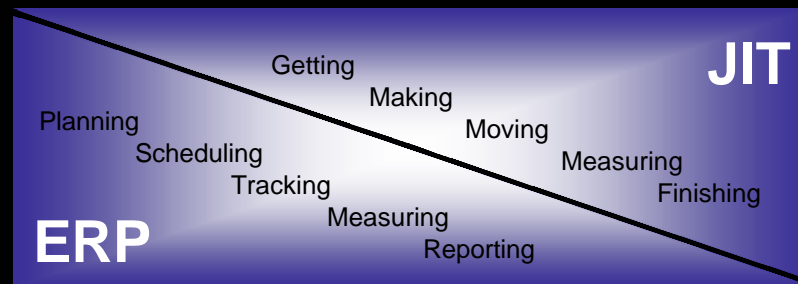 JIT
Getting
Making
Moving
Measuring
Finishing
Planning
Scheduling
Tracking
Measuring
Reporting
ERP